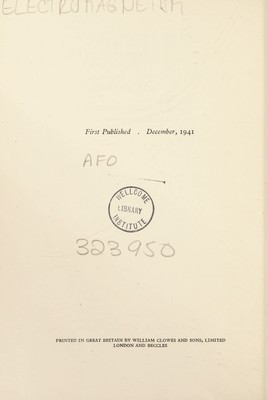 ELECTROMAGNETISM
First Published . December, 1941
AFO
WELLCOME
LIBRARY
INSTITUTE
323950
PRINTED IN GREAT BRITAIN BY WILLIAM CLOWES AND SONS, LIMITED
LONDON AND BECCLES